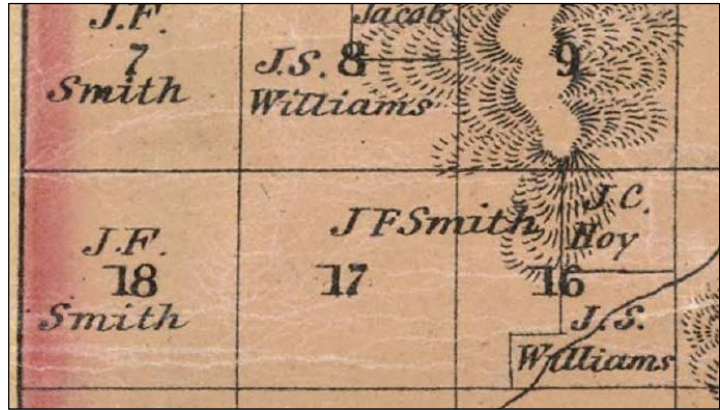 J.F.
7
Smith
Jacob
J.S. 8
Williams
9
J.F.
18
Smith
J F Smith
17
16
J.C.
Hoy
J.S.
Williams